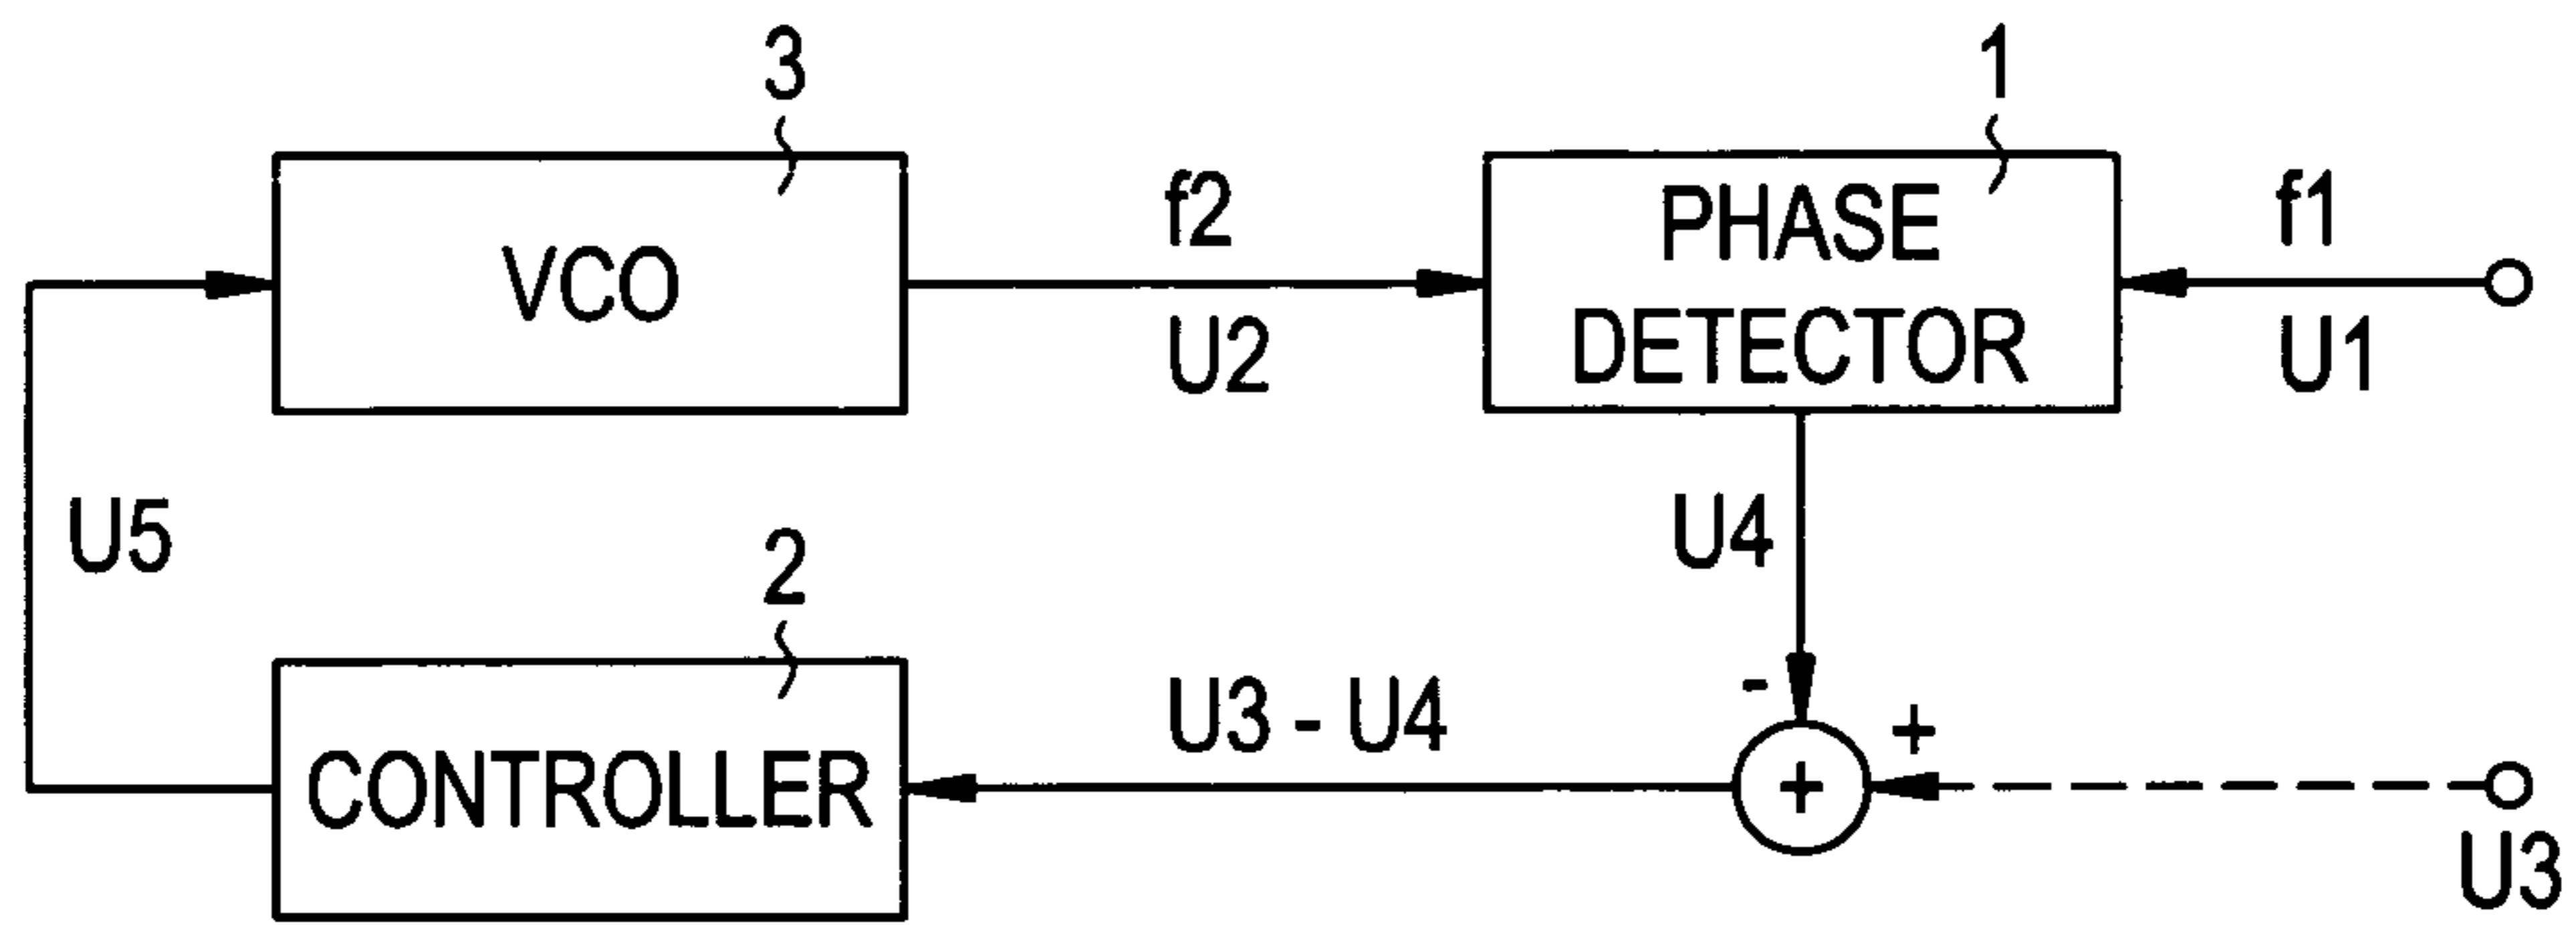 3
1
VCO
f2
U2
PHASE
DETECTOR
f1
U1
U5
U4
2
CONTROLLER
U3 - U4
-
+
+
U3